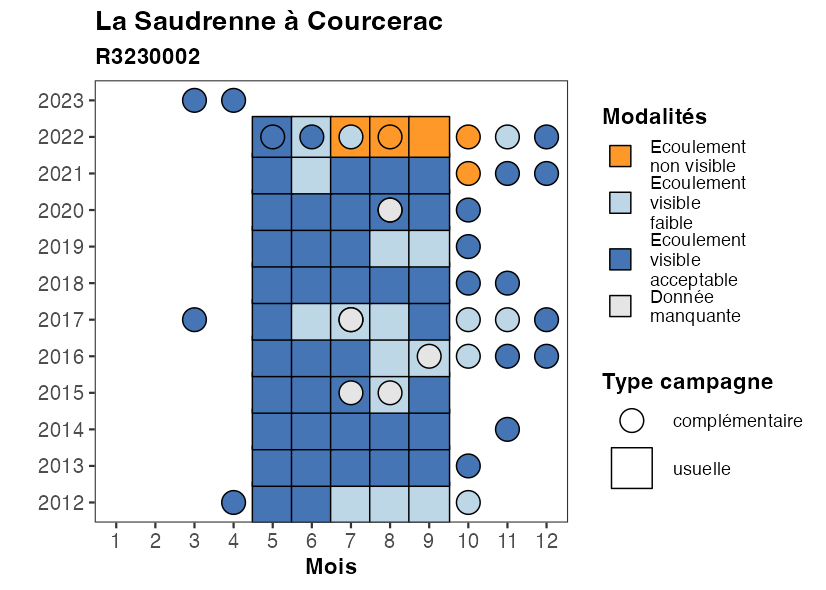 La Saudrenne à Courcerac
R3230002
2023
2022
2021
2020
2019
2018
2017
2016
2015
2014
2013
2012
1 2 3 4 5 6 7 8 9 10 11 12
Mois
Modalités
Ecoulement
non visible
Ecoulement
visible
faible
Ecoulement
visible
acceptable
Donnée
manquante
Type campagne
complémentaire
usuelle